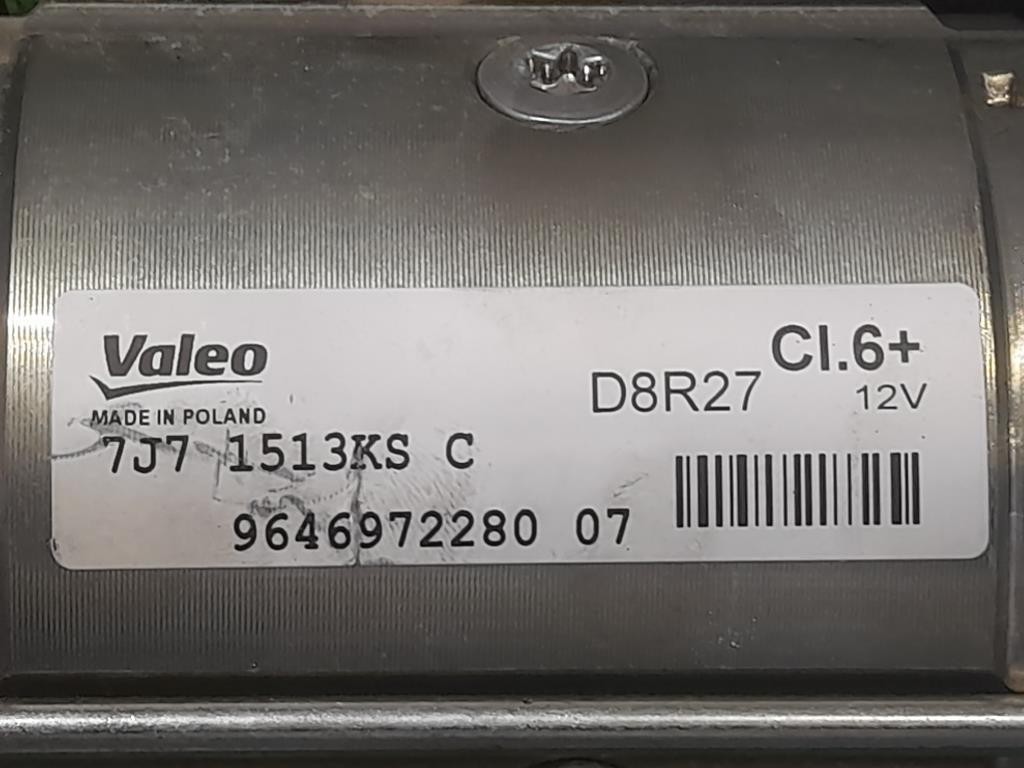 Valeo
MADE IN POLAND
Cl.6+
D8R27
12V
7J7 1513KS C
9646972280 07